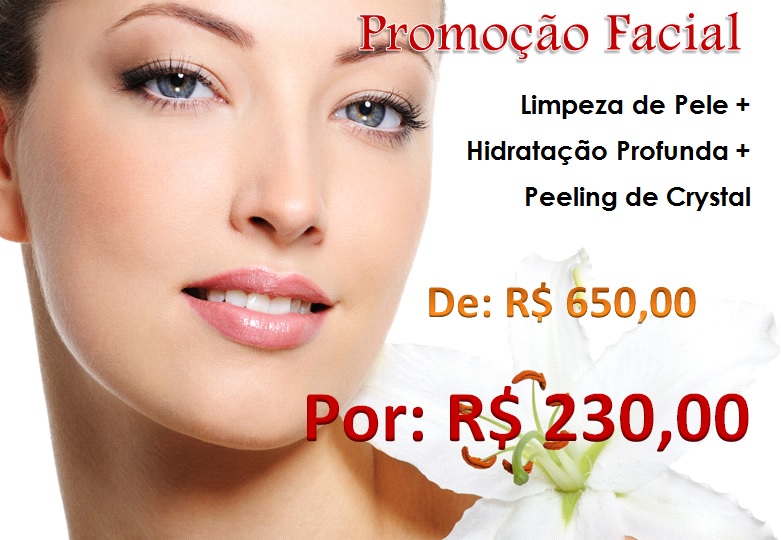 Promoção Facial
Limpeza de Pele +
Hidratação Profunda +
Peeling de Crystal
De: R$ 650,00
Por: R$ 230,00